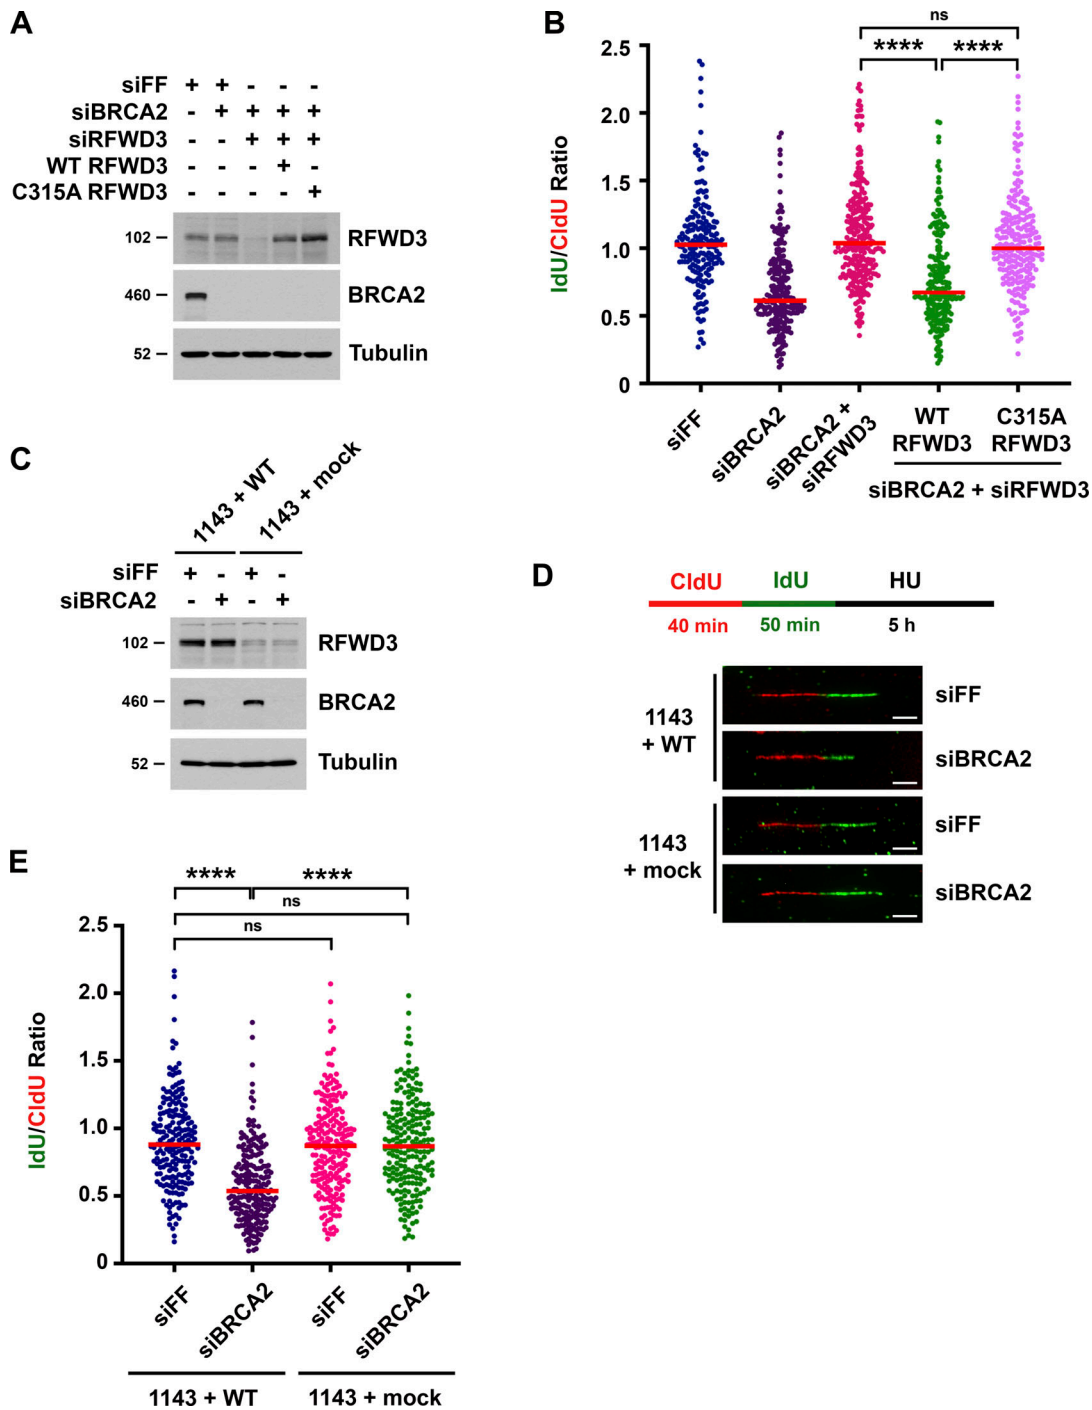 A
siFF + + - - -
siBRCA2 - + + + +
siRFWD3 - - + + +
WT RFWD3 - - - + -
C315A RFWD3 - - - - +
102 RFWD3
460 BRCA2
52 Tubulin
B
ns
**** ****
IdU/CldU Ratio
2.5
2.0
1.5
1.0
0.5
0
siFF
siBRCA2
siBRCA2 +
siRFWD3
WT
RFWD3
C315A
RFWD3
siBRCA2 + siRFWD3
C
1143 + WT
1143 + mock
siFF + - + -
siBRCA2 - + - +
102 RFWD3
460 BRCA2
52 Tubulin
D
CldU IdU HU
40 min 50 min 5 h
1143
+ WT
siFF
siBRCA2
1143
+ mock
siFF
siBRCA2
E
**** ****
ns
ns
IdU/CldU Ratio
2.5
2.0
1.5
1.0
0.5
0
siFF
siBRCA2
siFF
siBRCA2
1143 + WT
1143 + mock